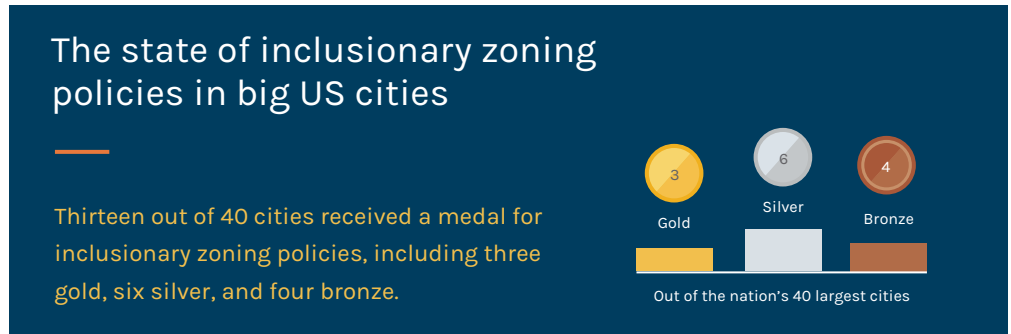 The state of inclusionary zoning
policies in big US cities
Thirteen out of 40 cities received a medal for
inclusionary zoning policies, including three
gold, six silver, and four bronze.
3
6
4
Gold
Silver
Bronze
Out of the nation's 40 largest cities